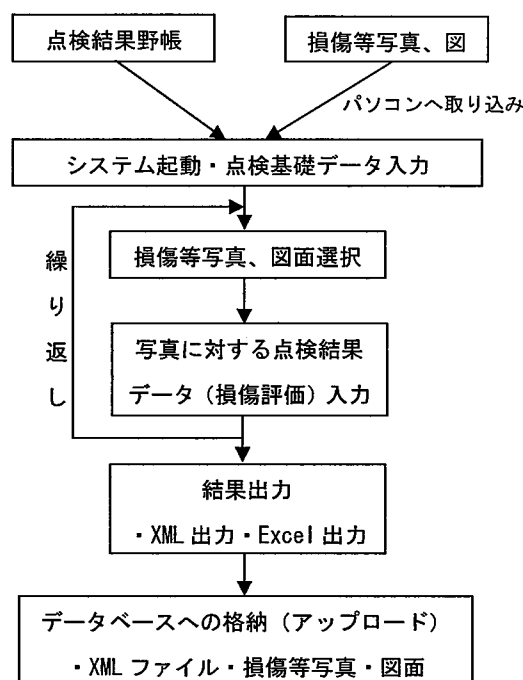 点検結果野帳
損傷等写真、図
パソコンへ取り込み
システム起動・点検基礎データ入力
繰り返し
損傷等写真、図面選択
写真に対する点検結果
データ（損傷評価）入力
結果出力
・XML 出力・Excel 出力
データベースへの格納（アップロード）
・XML ファイル・損傷等写真・図面